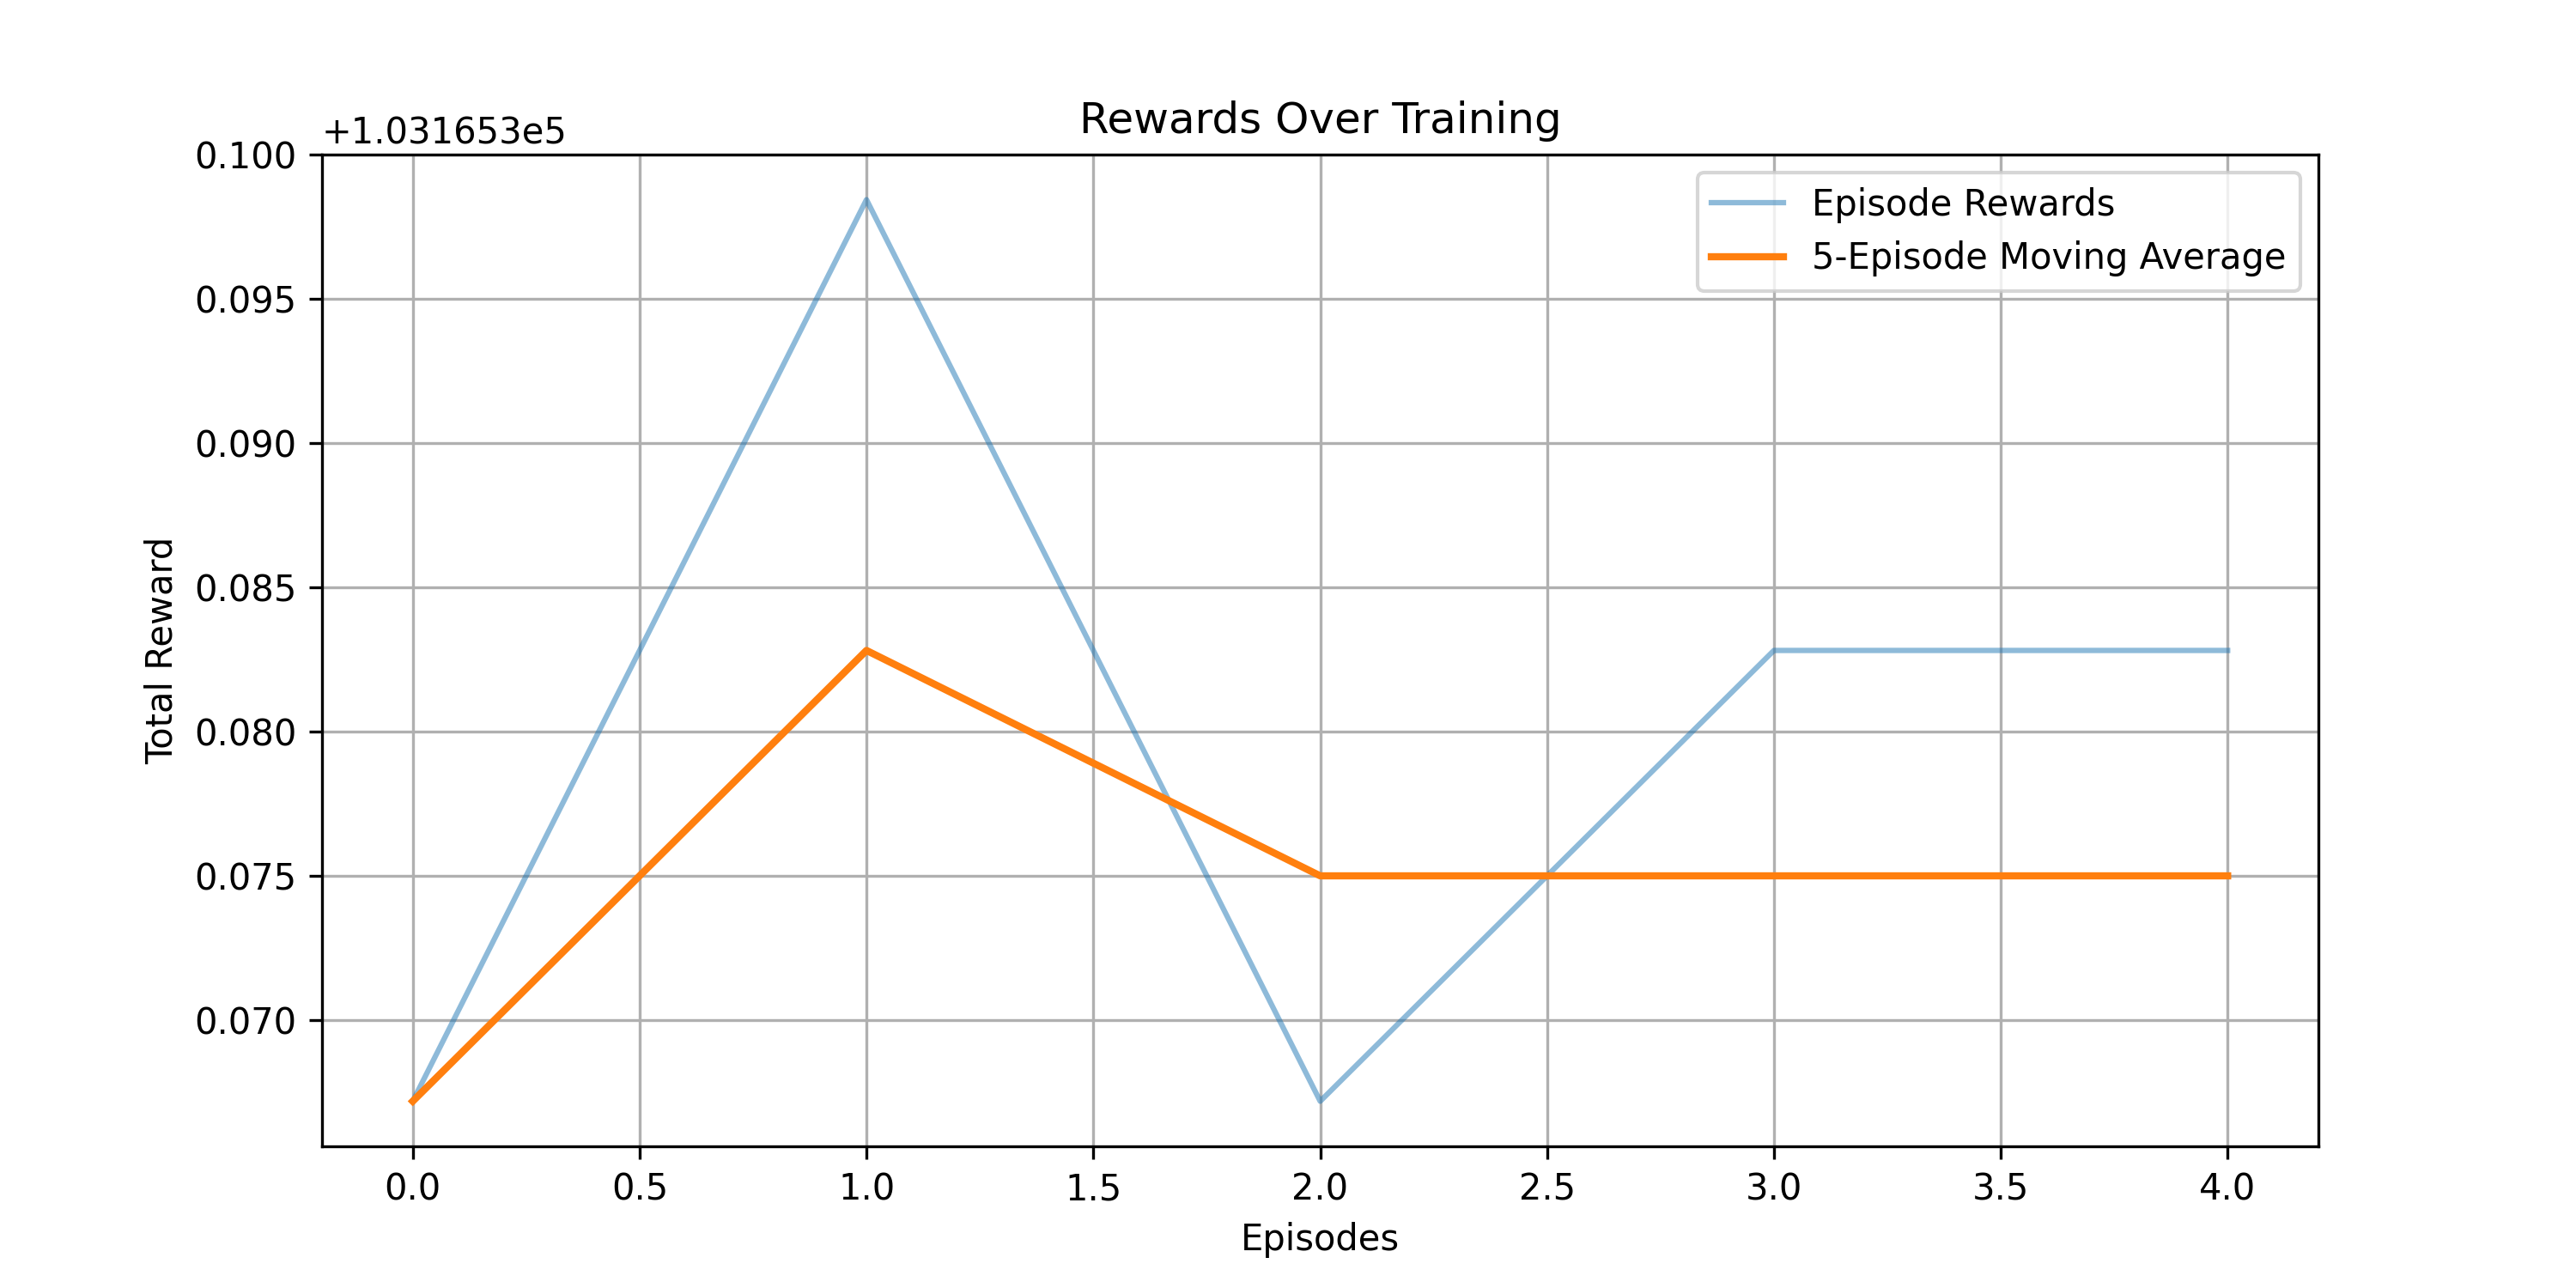 Rewards Over Training
+1.031653e5
0.100
0.095
0.090
0.085
0.080
0.075
0.070
Total Reward
Episode Rewards
5-Episode Moving Average
0.0 0.5 1.0 1.5 2.0 2.5 3.0 3.5 4.0
Episodes